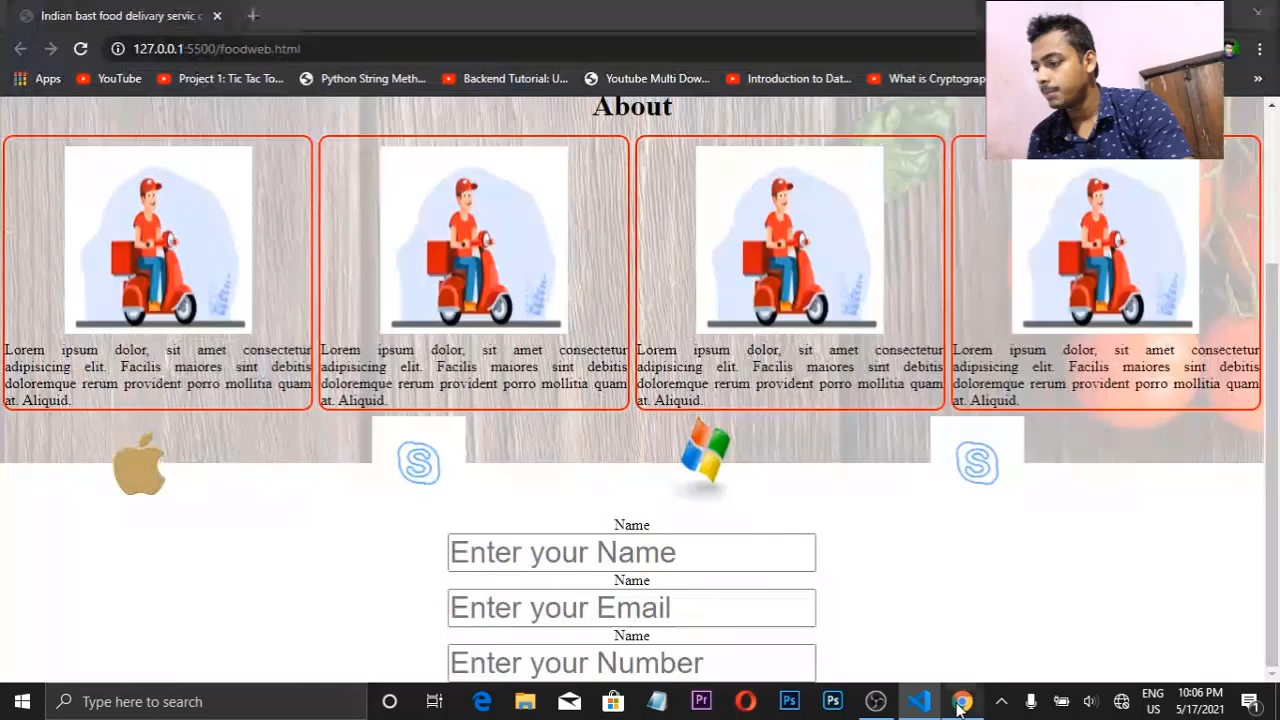 Indian bast food delivary servic
127.0.0.1:5500/foodweb.html
Apps
YouTube
Project 1: Tic Tac To...
Python String Meth...
Backend Tutorial: U...
Youtube Multi Dow...
Introduction to Dat...
What is Cryptograp
»
About
Lorem ipsum dolor, sit amet consectetur
adipisicing elit. Facilis maiores sint debitis
doloremque rerum provident porro mollitia quam
at. Aliquid.
Lorem ipsum dolor, sit amet consectetur
adipisicing elit. Facilis maiores sint debitis
doloremque rerum provident porro mollitia quam
at. Aliquid.
Lorem ipsum dolor, sit amet consectetur
adipisicing elit. Facilis maiores sint debitis
doloremque rerum provident porro mollitia quam
at. Aliquid.
Lorem ipsum dolor, sit amet consectetur
adipisicing elit. Facilis maiores sint debitis
doloremque rerum provident porro mollitia quam
at. Aliquid.
S
S
Name
Enter your Name
Name
Enter your Email
Name
Enter your Number
Type here to search
Pr
Ps
Ps
ENG
US
10:06 PM
5/17/2021
1